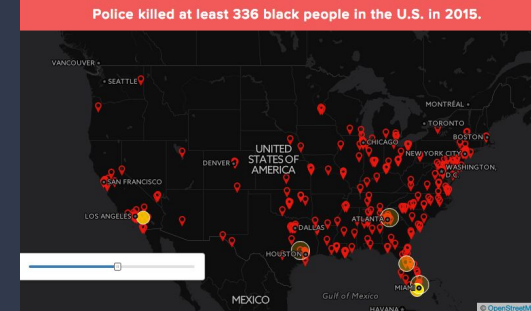 Police killed at least 336 black people in the U.S. in 2015.
VANCOUVER
SEATTLE
MONTRÉAL
TORONTO
BOSTON
CHICAGO
NEW YORK CITY
UNITED
STATES OF
AMERICA
DENVER
WASHINGTON,
D.C.
SAN FRANCISCO
LOS ANGELES
ATLANTA
DALLAS
HOUSTON
MIAMI
MEXICO
Gulf of Mexico
HAVANA
© OpenStreetM